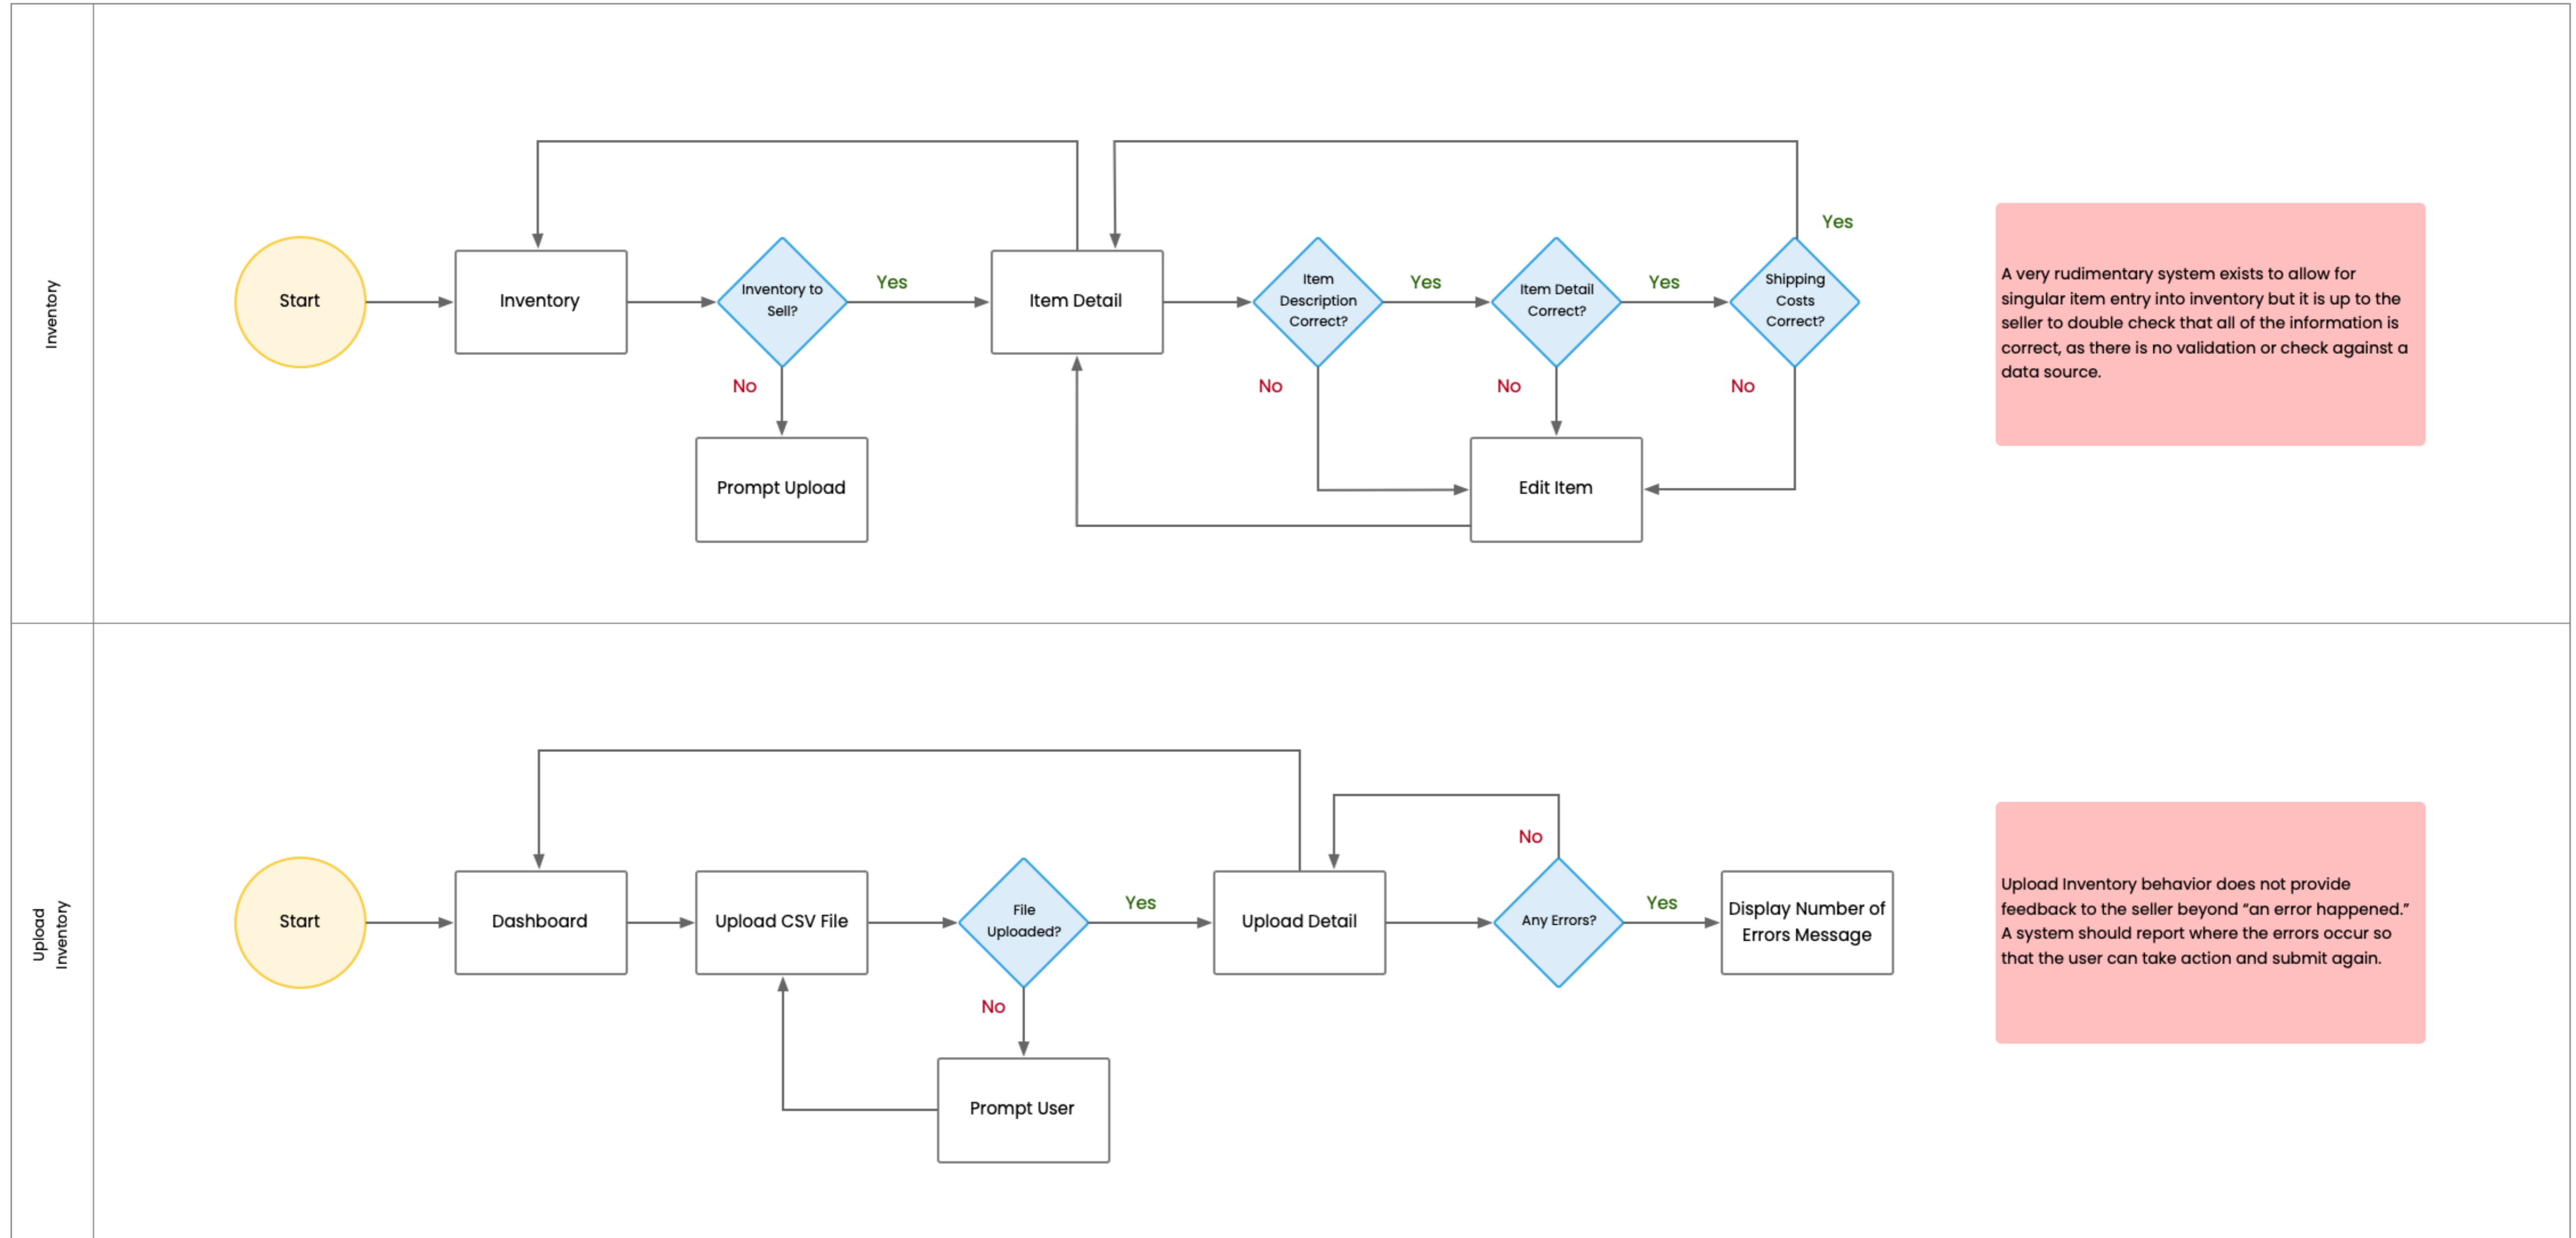 Inventory
Start
Inventory
Inventory to
Sell?
Yes
No
Prompt Upload
Item Detail
Item
Description
Correct?
Yes
No
Item Detail
Correct?
Yes
No
Shipping
Costs
Correct?
Yes
No
Edit Item
A very rudimentary system exists to allow for
singular item entry into inventory but it is up to the
seller to double check that all of the information is
correct, as there is no validation or check against a
data source.
Upload
Inventory
Start
Dashboard
Upload CSV File
File
Uploaded?
Yes
No
Prompt User
Upload Detail
Any Errors?
No
Yes
Display Number of
Errors Message
Upload Inventory behavior does not provide
feedback to the seller beyond “an error happened.”
A system should report where the errors occur so
that the user can take action and submit again.